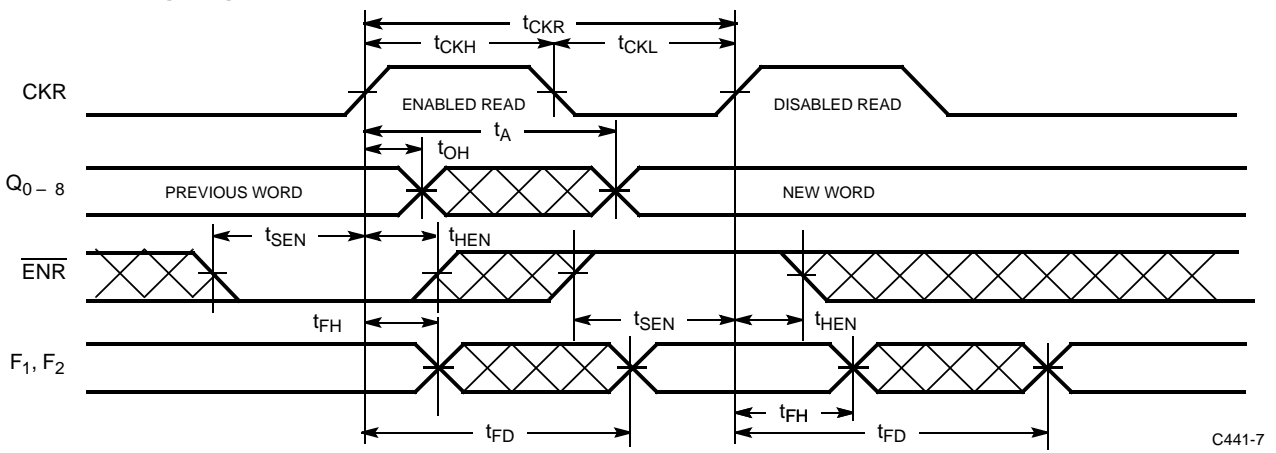 tCKR
tCKH tCKL
CKR
ENABLED READ DISABLED READ
tA
tOH
Q0 – 8
PREVIOUS WORD NEW WORD
tSEN tHEN
ENR
tFH tSEN tHEN
F1, F2
tFH
tFD tFD
C441-7